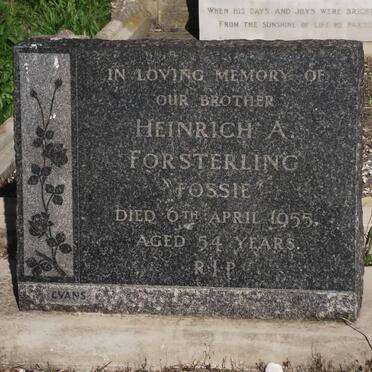 WHEN HIS DAYS AND JOYS WERE BRIGHT
FROM THE SUNSHINE OF LIFE HE
IN LOVING MEMORY OF
OUR BROTHER
HEINRICH A.
FORSTERLING
"FOSSIE"
DIED 6TH APRIL 1955.
AGED 54 YEARS.
R.I.P.
EVANS